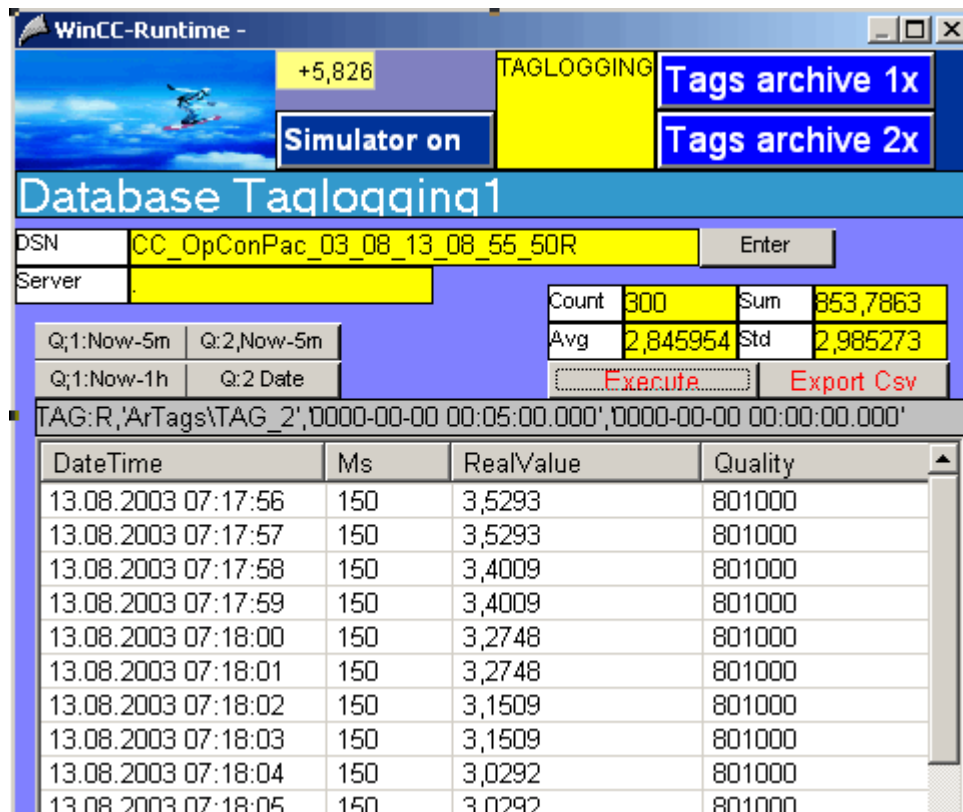 WinCC-Runtime -
+5,826
TAGLOGGING
Tags archive 1x
Simulator on
Tags archive 2x
Database Taglogging1
DSN CC_OpConPac_03_08_13_08_55_50R Enter
Server .
Count 300 Sum 853,7863
Q;1:Now-5m Q:2,Now-5m Avg 2,845954 Std 2,985273
Q;1:Now-1h Q:2 Date Execute Export Csv
TAG:R,'ArTags\TAG_2','0000-00-00 00:05:00.000','0000-00-00 00:00:00.000'
DateTime Ms RealValue Quality
13.08.2003 07:17:56 150 3,5293 801000
13.08.2003 07:17:57 150 3,5293 801000
13.08.2003 07:17:58 150 3,4009 801000
13.08.2003 07:17:59 150 3,4009 801000
13.08.2003 07:18:00 150 3,2748 801000
13.08.2003 07:18:01 150 3,2748 801000
13.08.2003 07:18:02 150 3,1509 801000
13.08.2003 07:18:03 150 3,1509 801000
13.08.2003 07:18:04 150 3,0292 801000
13.08.2003 07:18:05 150 3,0292 801000